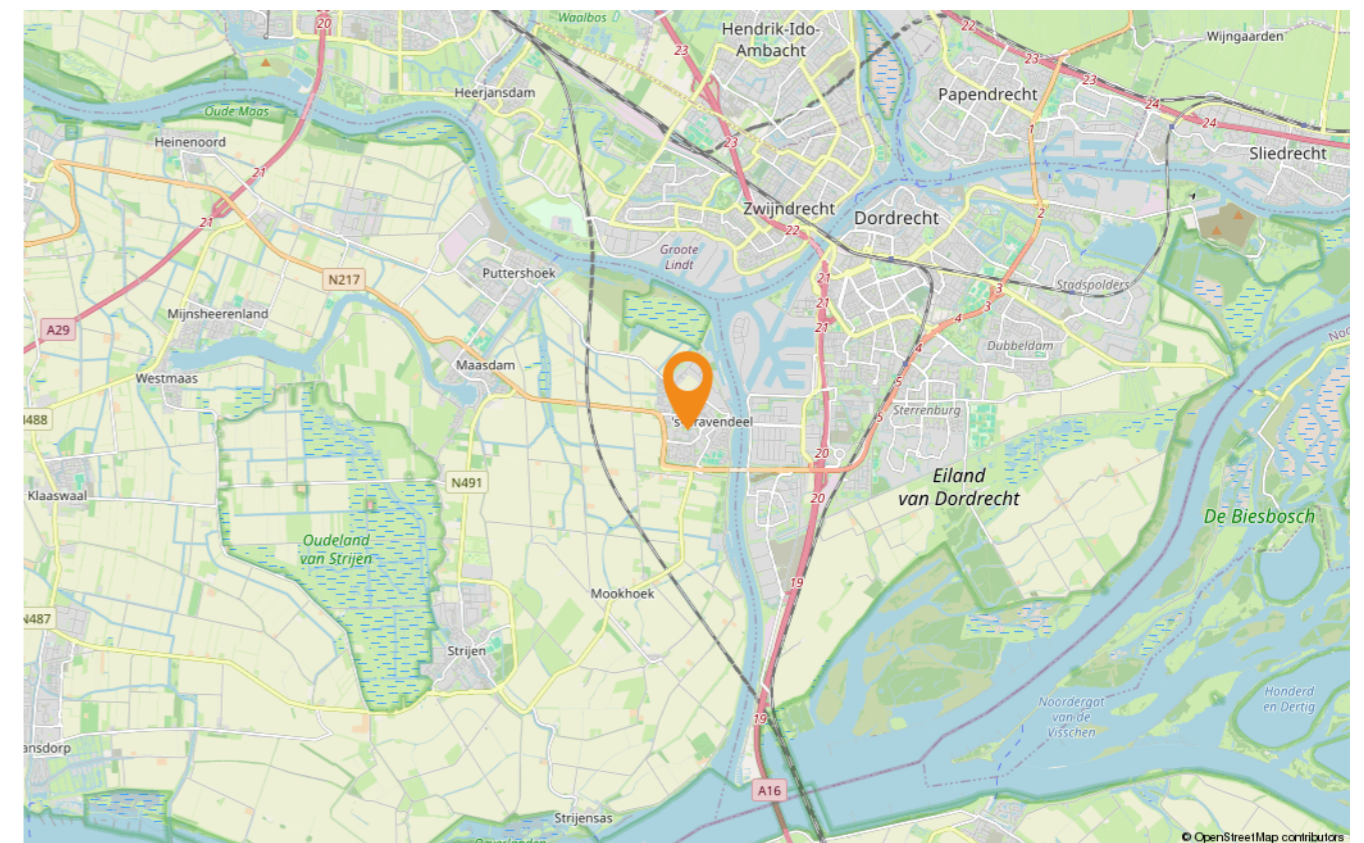 20
20
Waalbos
23
Hendrik-Ido-
Ambacht
22
Wijngaarden
23
23
Heerjansdam
Papendrecht
24
Oude Maas
24
1
Heinenoord
23
Sliedrecht
21
Zwijndrecht
2
21
Dordrecht
22
Groote
Lindt
Puttershoek
N217
21
Stadspolders
3
21
3
Mijnsheerenland
4
A29
21
Dubbeldam
4
Maasdam
Westmaas
5
Sterrenburg
5
's-Gravendeel
20
Eiland
van Dordrecht
N491
Klaaswaal
20
De Biesbosch
Oudeland
van Strijen
19
Mookhoek
Strijen
Honderd
en Dertig
Noordergat
van de
Visschen
19
A16
Strijensas
© OpenStreetMap contributors